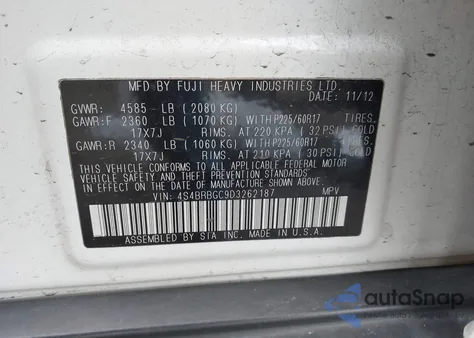 MFD BY FUJI HEAVY INDUSTRIES LTD.
DATE: 11/12
GVWR: 4585 LB (2080 KG)
GAWR:F 2360 LB (1070 KG) WITH P225/60R17 TIRES,
17X7J RIMS, AT 220 KPA (32 PSI) COLD
GAWR:R 2340 LB (1060 KG) WITH P225/60R17 TIRES,
17X7J RIMS, AT 210 KPA (30 PSI) COLD
THIS VEHICLE CONFORMS TO ALL APPLICABLE FEDERAL MOTOR
VEHICLE SAFETY AND THEFT PREVENTION STANDARDS IN EFFECT
ON THE DATE OF MANUFACTURE SHOWN ABOVE.
VIN: 4S4BRBGC9D3262187 MPV
ASSEMBLED BY SIA INC. MADE IN U.S.A.
autoSnap